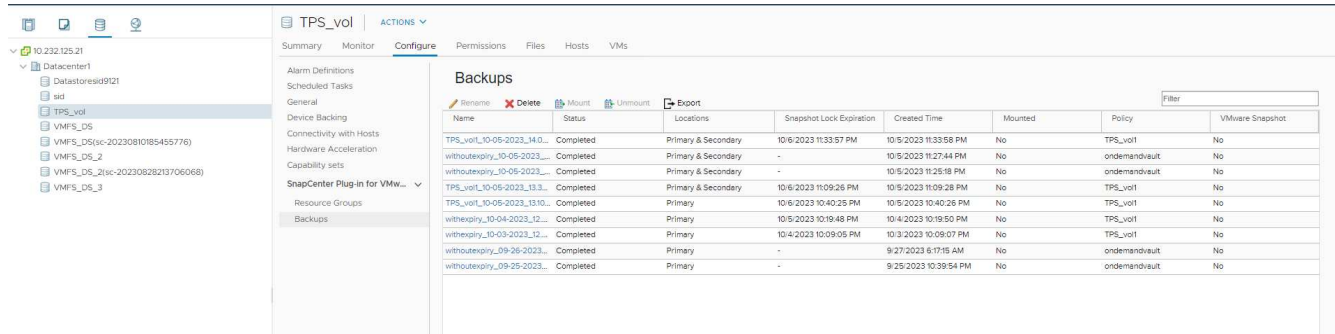 TPS_vol ACTIONS
10.232.125.21
Datacenter1
Datastoresid9121
sid
TPS_vol
VMFS_DS
VMFS_DS(sc-20230810185455776)
VMFS_DS_2
VMFS_DS_2(sc-20230828213706068)
VMFS_DS_3
Summary Monitor Configure Permissions Files Hosts VMs
Alarm Definitions
Scheduled Tasks
General
Device Backing
Connectivity with Hosts
Hardware Acceleration
Capability sets
SnapCenter Plug-in for VMw...
Resource Groups
Backups
Backups
Rename Delete Mount Unmount Export Filter
Name Status Locations Snapshot Lock Expiration Created Time Mounted Policy VMware Snapshot
TPS_vol1_10-05-2023_14.0... Completed Primary & Secondary 10/6/2023 11:33:57 PM 10/5/2023 11:33:58 PM No TPS_vol1 No
withoutexpiry_10-05-2023_... Completed Primary & Secondary - 10/5/2023 11:27:44 PM No ondemandvault No
withoutexpiry_10-05-2023_... Completed Primary & Secondary - 10/5/2023 11:25:18 PM No ondemandvault No
TPS_vol1_10-05-2023_13.3... Completed Primary & Secondary 10/6/2023 11:09:26 PM 10/5/2023 11:09:28 PM No TPS_vol1 No
TPS_vol1_10-05-2023_13.10... Completed Primary 10/6/2023 10:40:25 PM 10/5/2023 10:40:26 PM No TPS_vol1 No
withexpiry_10-04-2023_12.... Completed Primary 10/5/2023 10:19:48 PM 10/4/2023 10:19:50 PM No TPS_vol1 No
withexpiry_10-03-2023_12.... Completed Primary 10/4/2023 10:09:05 PM 10/3/2023 10:09:07 PM No TPS_vol1 No
withoutexpiry_09-26-2023... Completed Primary - 9/27/2023 6:17:15 AM No ondemandvault No
withoutexpiry_09-25-2023... Completed Primary - 9/25/2023 10:39:54 PM No ondemandvault No